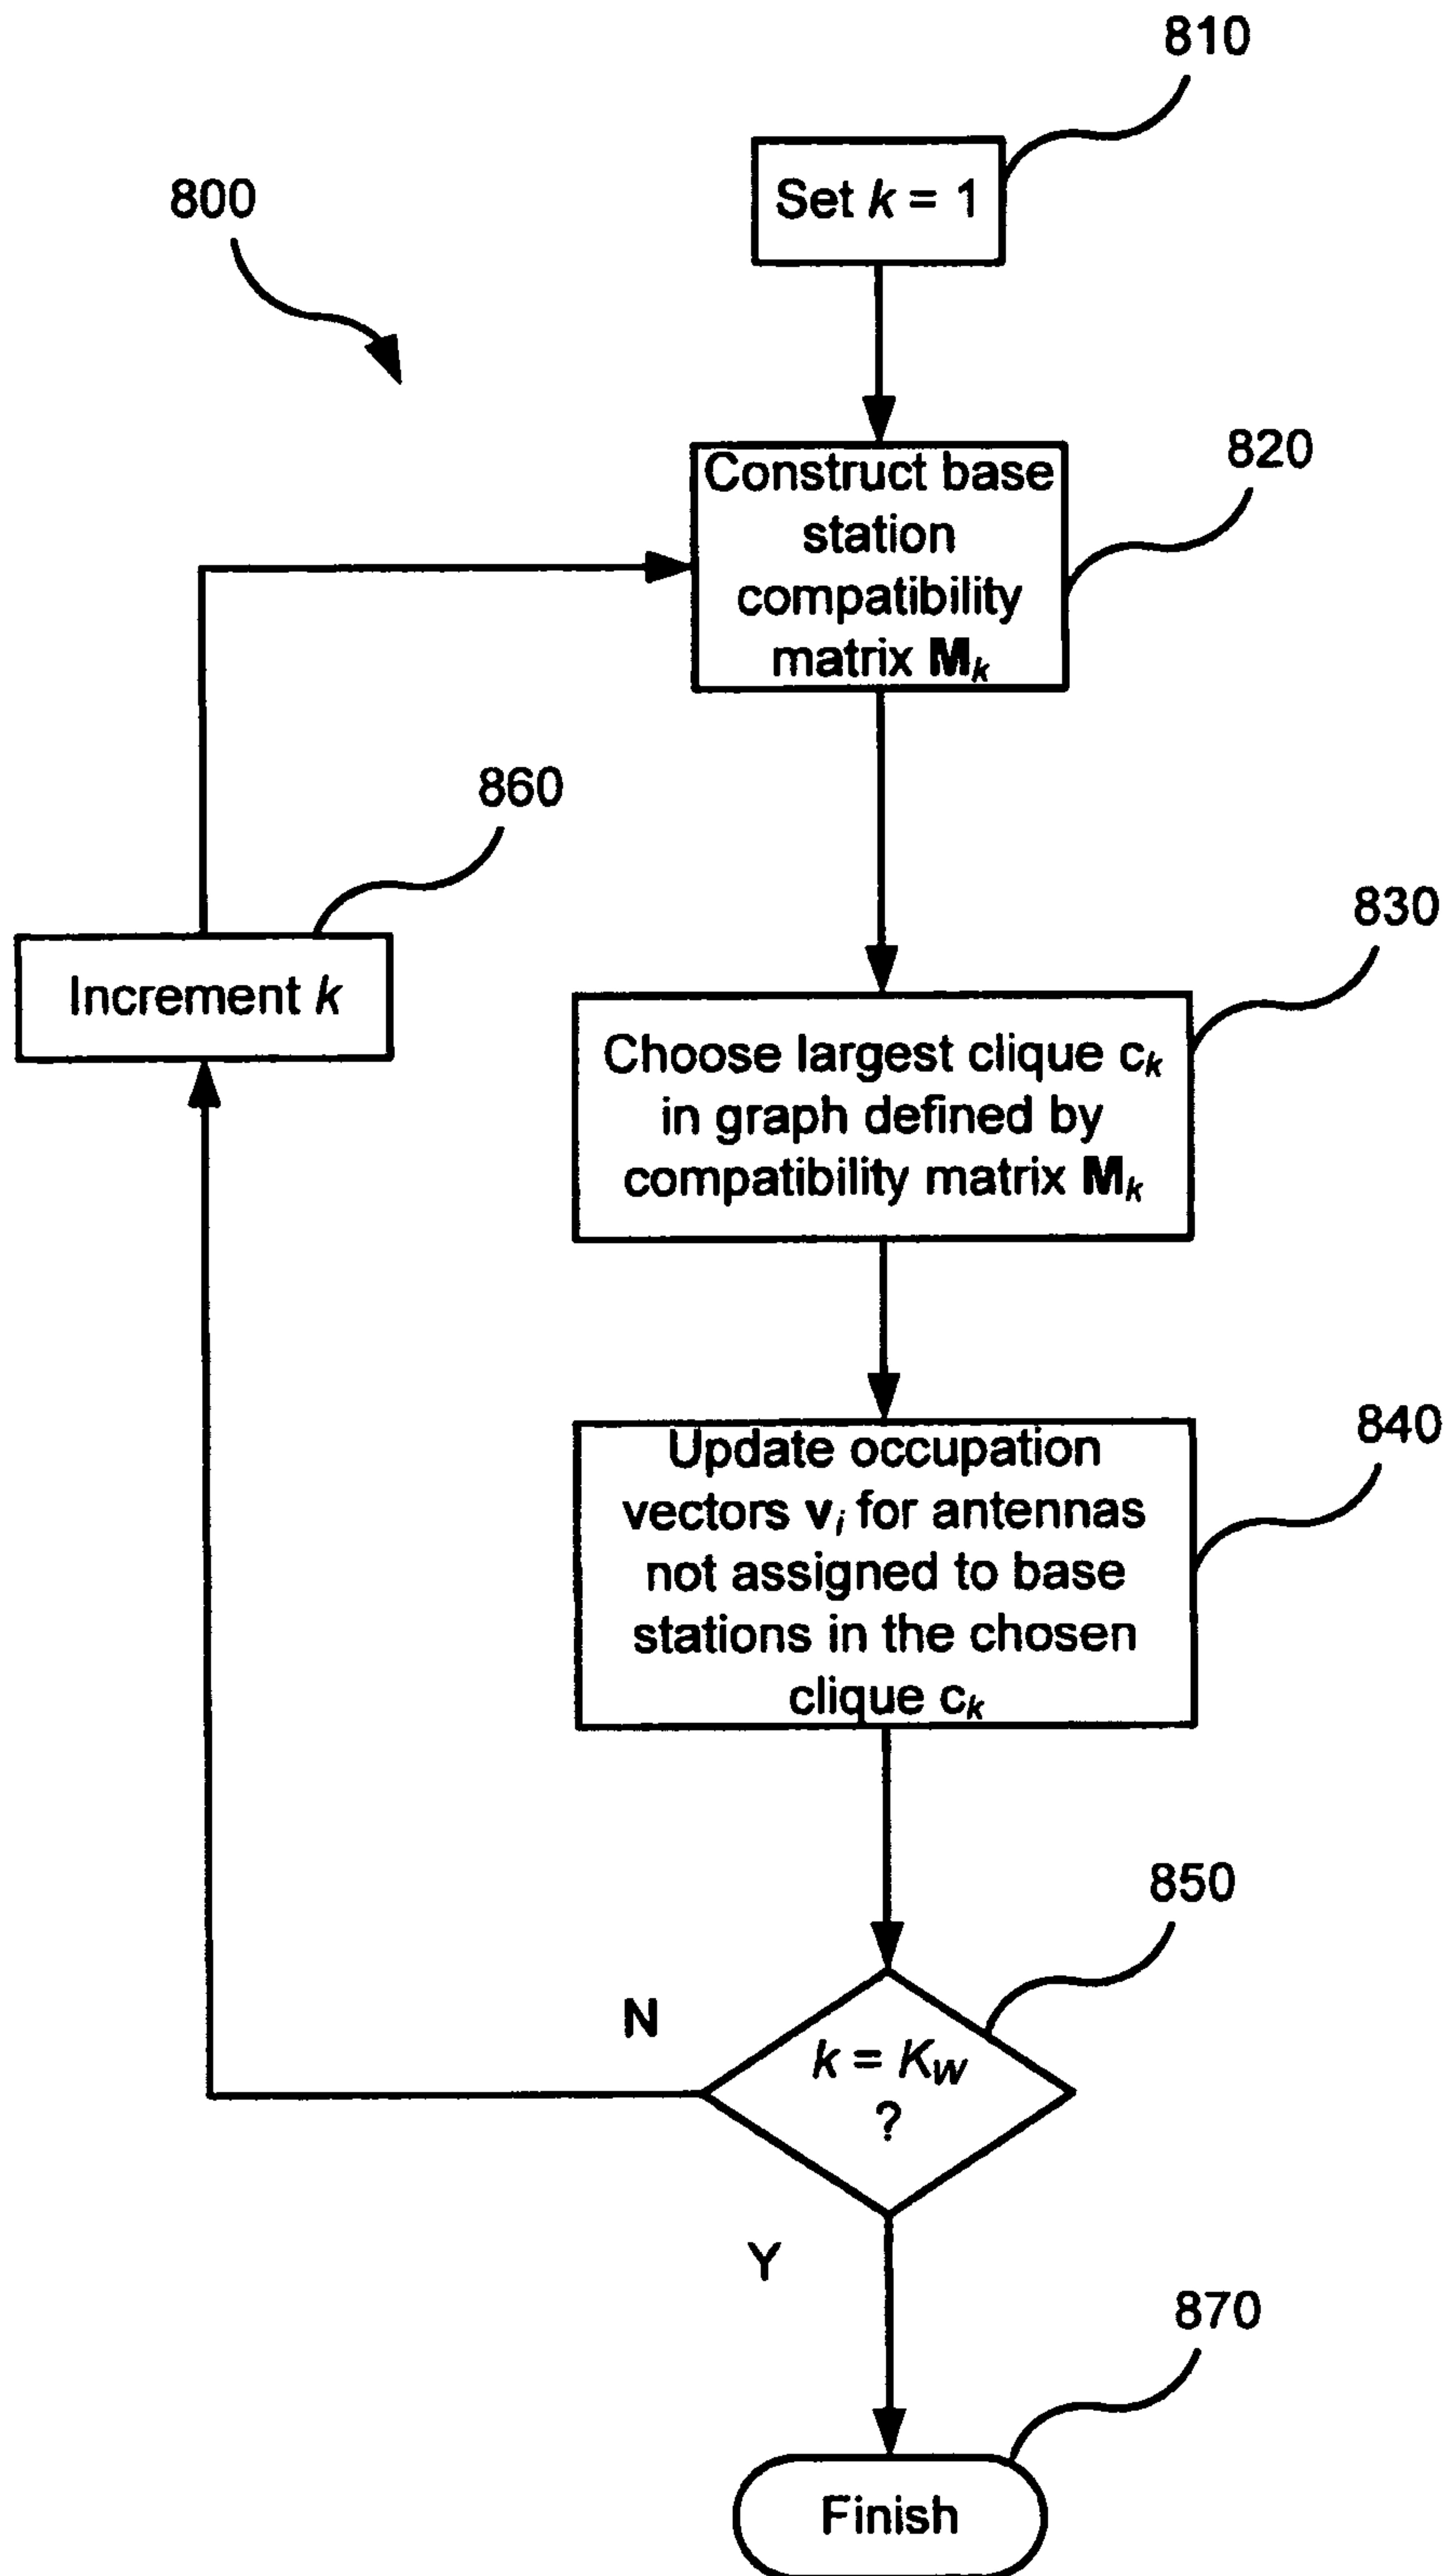 810
800
Set k = 1
820
Construct base
station
compatibility
matrix Mk
860
Increment k
830
Choose largest clique ck
in graph defined by
compatibility matrix Mk
840
Update occupation
vectors vi for antennas
not assigned to base
stations in the chosen
clique ck
850
N
k = KW
?
Y
870
Finish